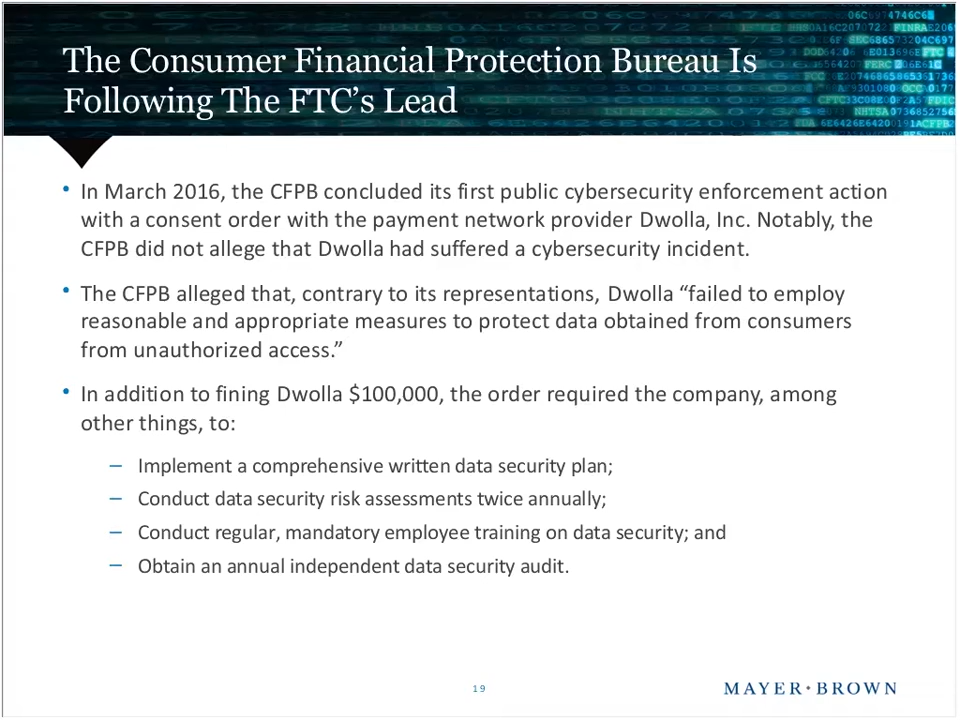 The Consumer Financial Protection Bureau Is
Following The FTC's Lead
• In March 2016, the CFPB concluded its first public cybersecurity enforcement action
with a consent order with the payment network provider Dwolla, Inc. Notably, the
CFPB did not allege that Dwolla had suffered a cybersecurity incident.
• The CFPB alleged that, contrary to its representations, Dwolla “failed to employ
reasonable and appropriate measures to protect data obtained from consumers
from unauthorized access.”
• In addition to fining Dwolla $100,000, the order required the company, among
other things, to:
– Implement a comprehensive written data security plan;
– Conduct data security risk assessments twice annually;
– Conduct regular, mandatory employee training on data security; and
– Obtain an annual independent data security audit.
19
MAYER•BROWN